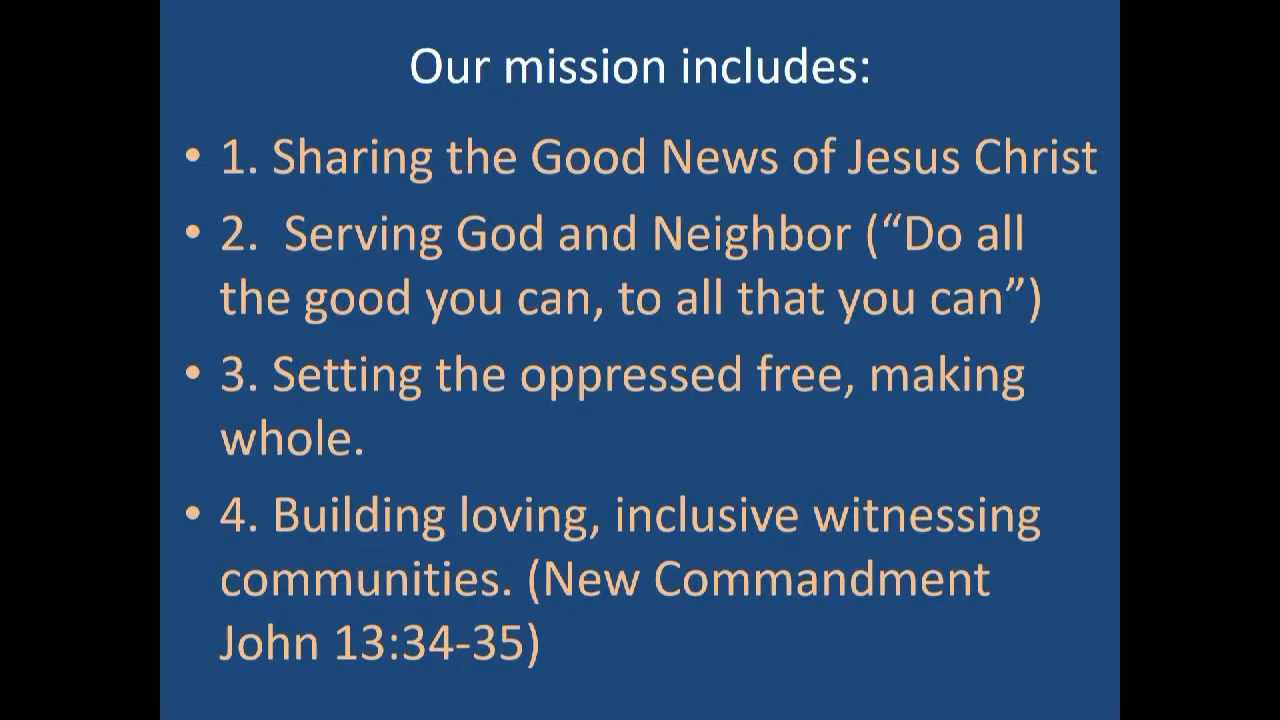 Our mission includes:
• 1. Sharing the Good News of Jesus Christ
• 2.  Serving God and Neighbor (“Do all
the good you can, to all that you can”)
• 3. Setting the oppressed free, making
whole.
• 4. Building loving, inclusive witnessing
communities. (New Commandment
John 13:34-35)